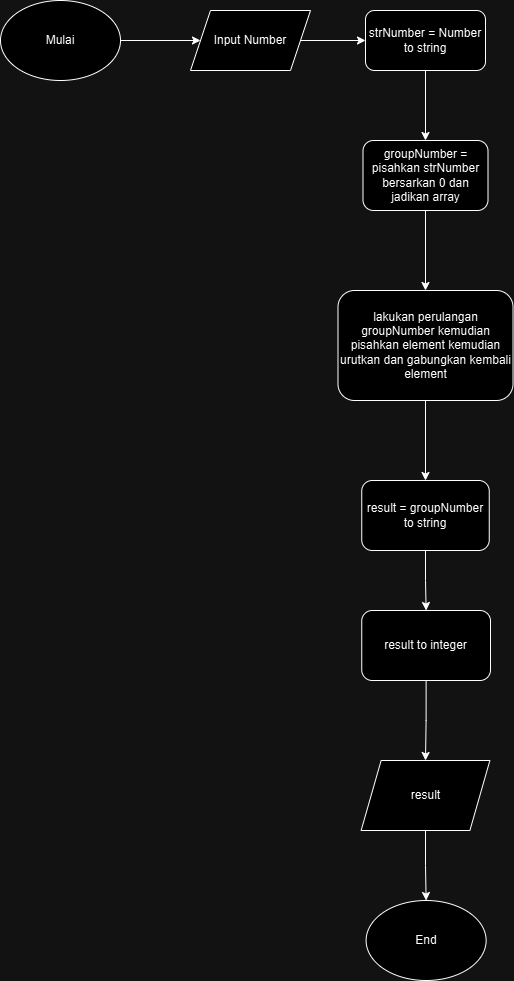 Mulai
Input Number
strNumber = Number
to string
groupNumber =
pisahkan strNumber
bersarkan 0 dan
jadikan array
lakukan perulangan
groupNumber kemudian
pisahkan element kemudian
urutkan dan gabungkan kembali
element
result = groupNumber
to string
result to integer
result
End